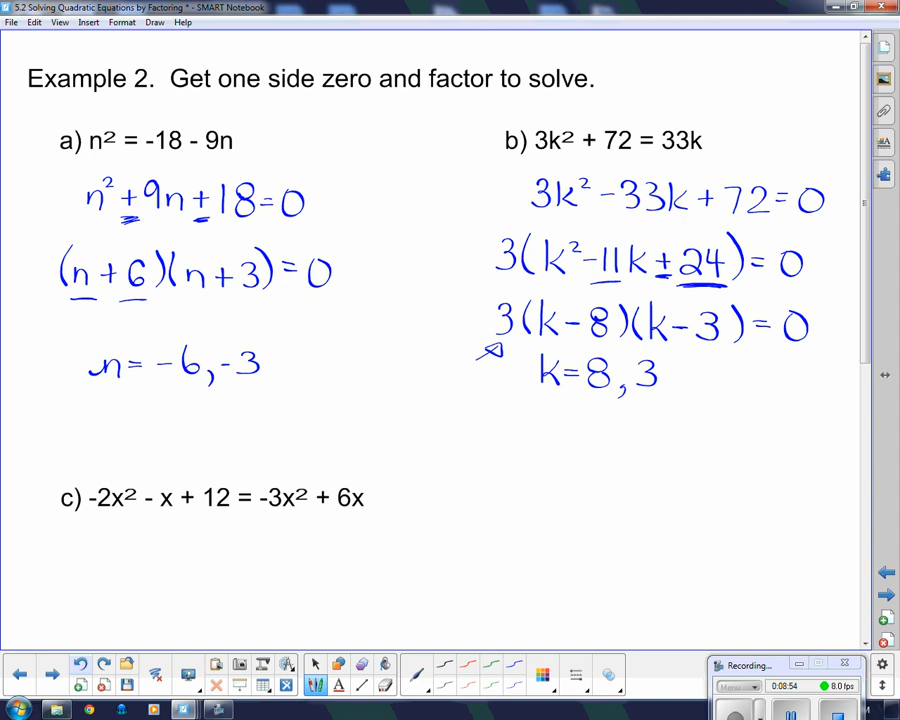 5.2 Solving Quadratic Equations by Factoring * - SMART Notebook
File Edit View Insert Format Draw Window Help
Example 2. Get one side zero and factor to solve.
a) n² = -18 - 9n
n² + 9n + 18 = 0
(n + 6)(n + 3) = 0
n = -6, -3
b) 3k² + 72 = 33k
3k² - 33k + 72 = 0
3(k² - 11k + 24) = 0
3(k - 8)(k - 3) = 0
k = 8, 3
c) -2x² - x + 12 = -3x² + 6x
Recording...
Menu
0:08:54
8.0 fps